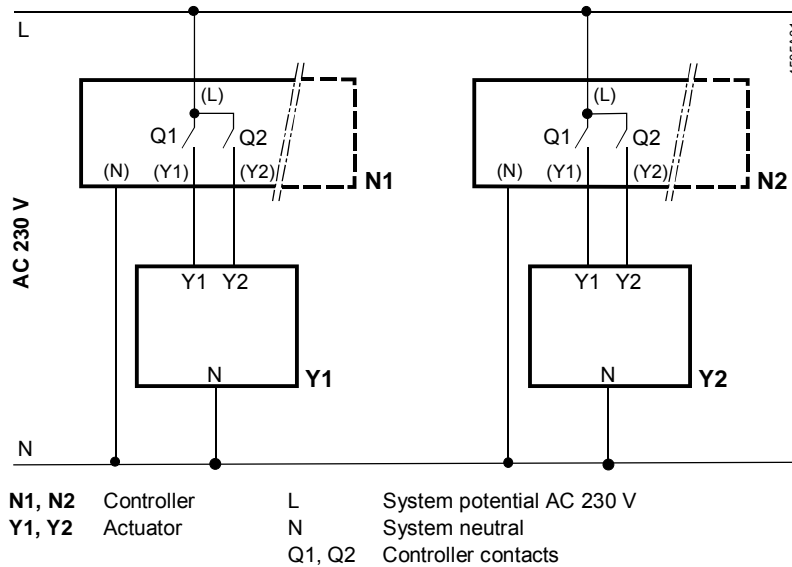 L
(L)
(L)
Q1 Q2
Q1 Q2
(N) (Y1) (Y2) N1
(N) (Y1) (Y2) N2
AC 230 V
Y1 Y2
Y1 Y2
N Y1
N Y2
N
N1, N2 Controller L System potential AC 230 V
Y1, Y2 Actuator N System neutral
Q1, Q2 Controller contacts